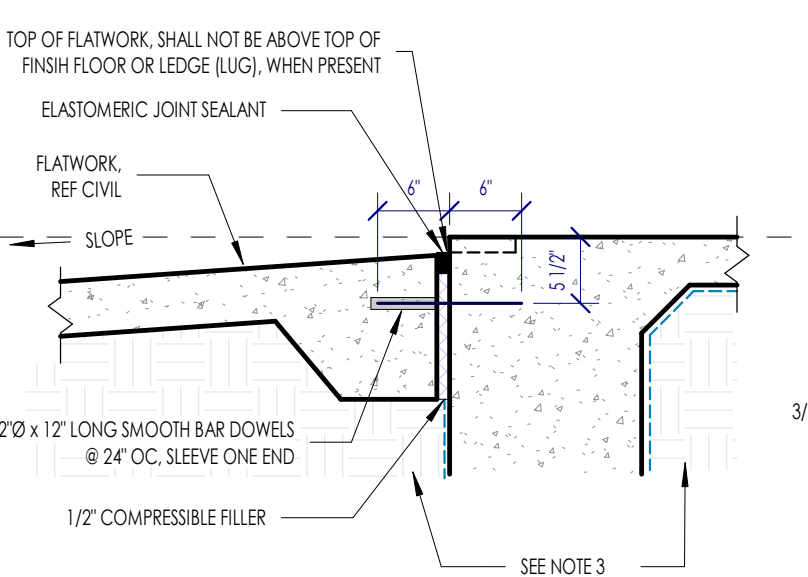 TOP OF FLATWORK, SHALL NOT BE ABOVE TOP OF
FINSIH FLOOR OR LEDGE (LUG), WHEN PRESENT
ELASTOMERIC JOINT SEALANT
FLATWORK,
REF CIVIL
6" 6"
SLOPE
5 1/2"
2"Ø x 12" LONG SMOOTH BAR DOWELS
@ 24" OC, SLEEVE ONE END
3/
1/2" COMPRESSIBLE FILLER
SEE NOTE 3